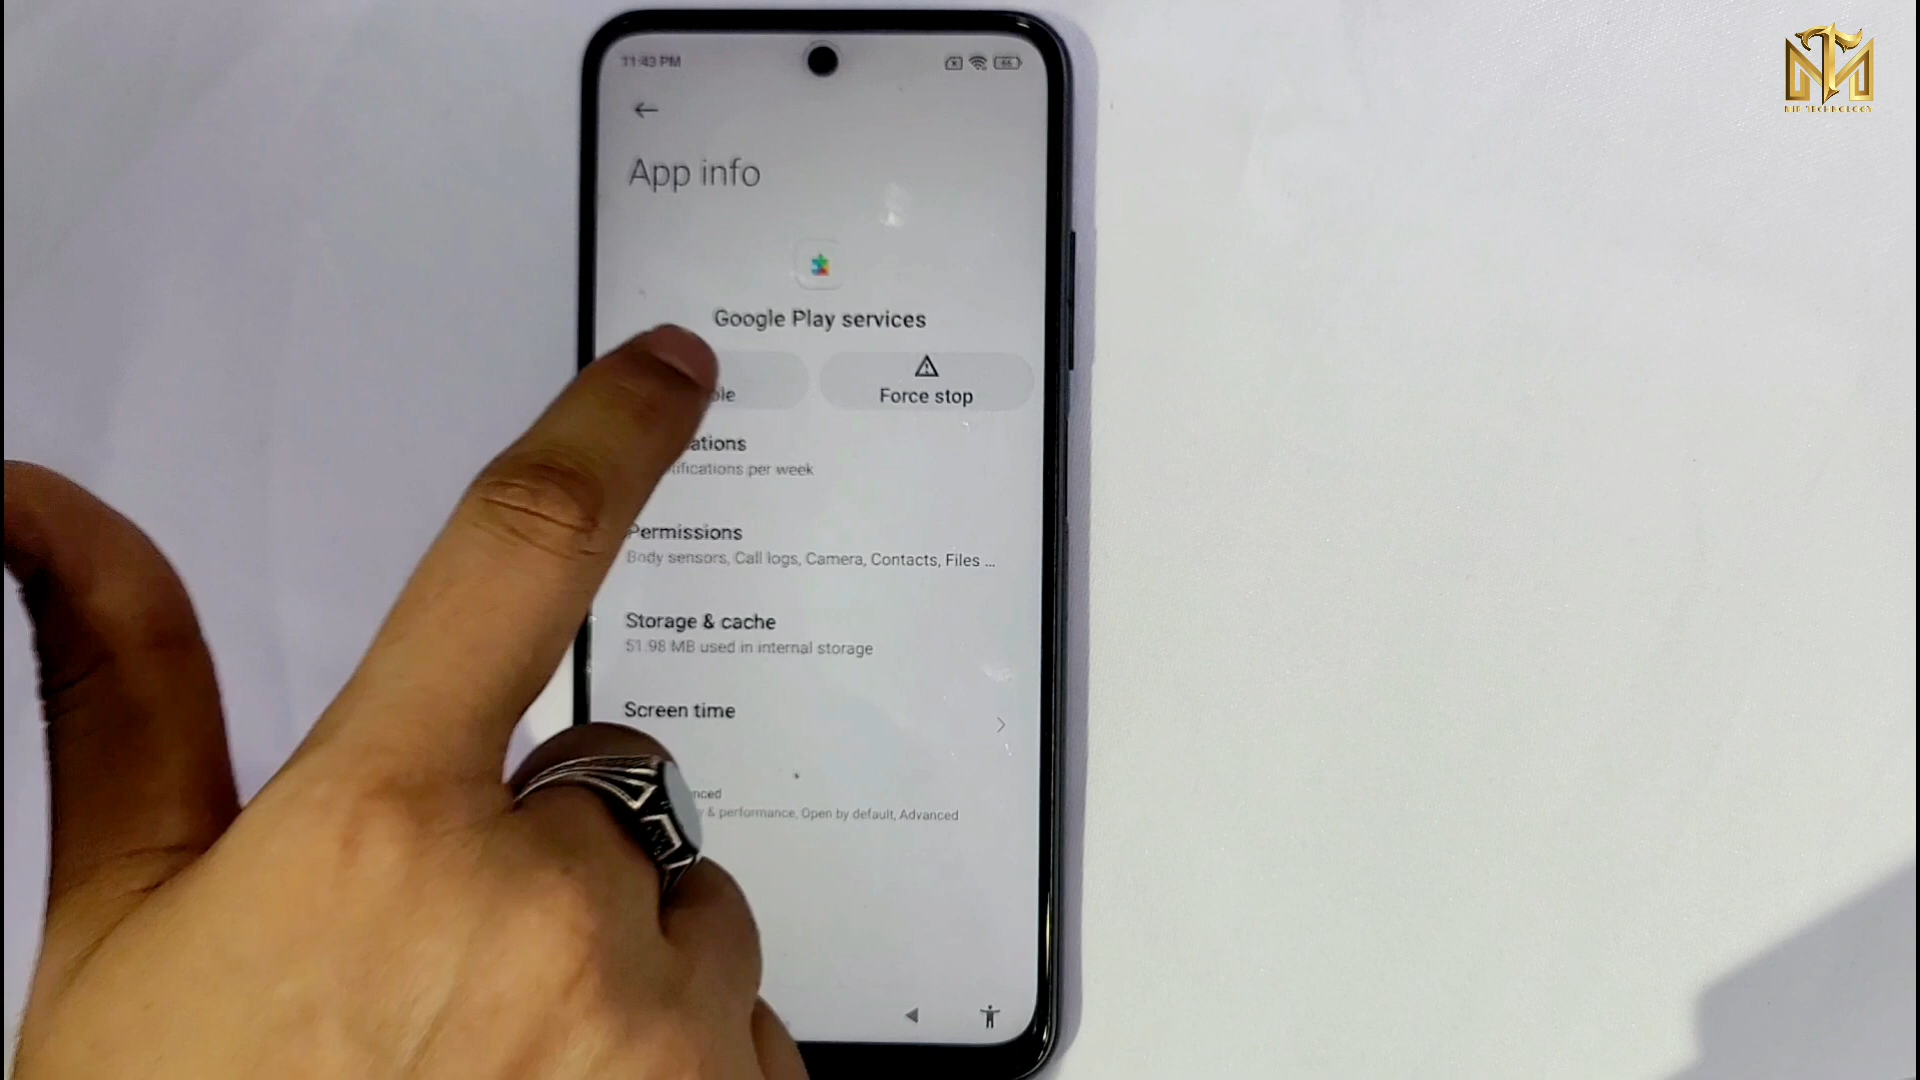 11:43 PM
66
App info
Google Play services
ble
Force stop
ations
tifications per week
Permissions
Body sensors, Call logs, Camera, Contacts, Files ...
Storage & cache
51.98 MB used in internal storage
Screen time
nced
y & performance, Open by default, Advanced